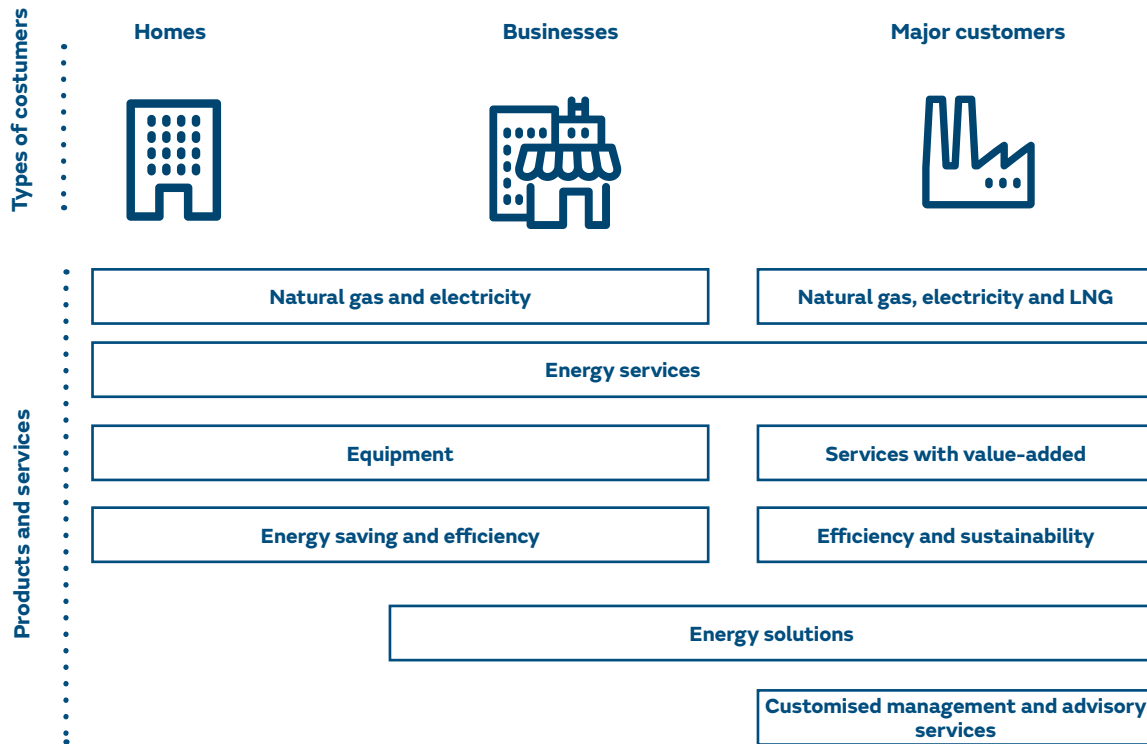 Types of costumers
Homes
Businesses
Major customers
Products and services
Natural gas and electricity
Natural gas, electricity and LNG
Energy services
Equipment
Services with value-added
Energy saving and efficiency
Efficiency and sustainability
Energy solutions
Customised management and advisory
services